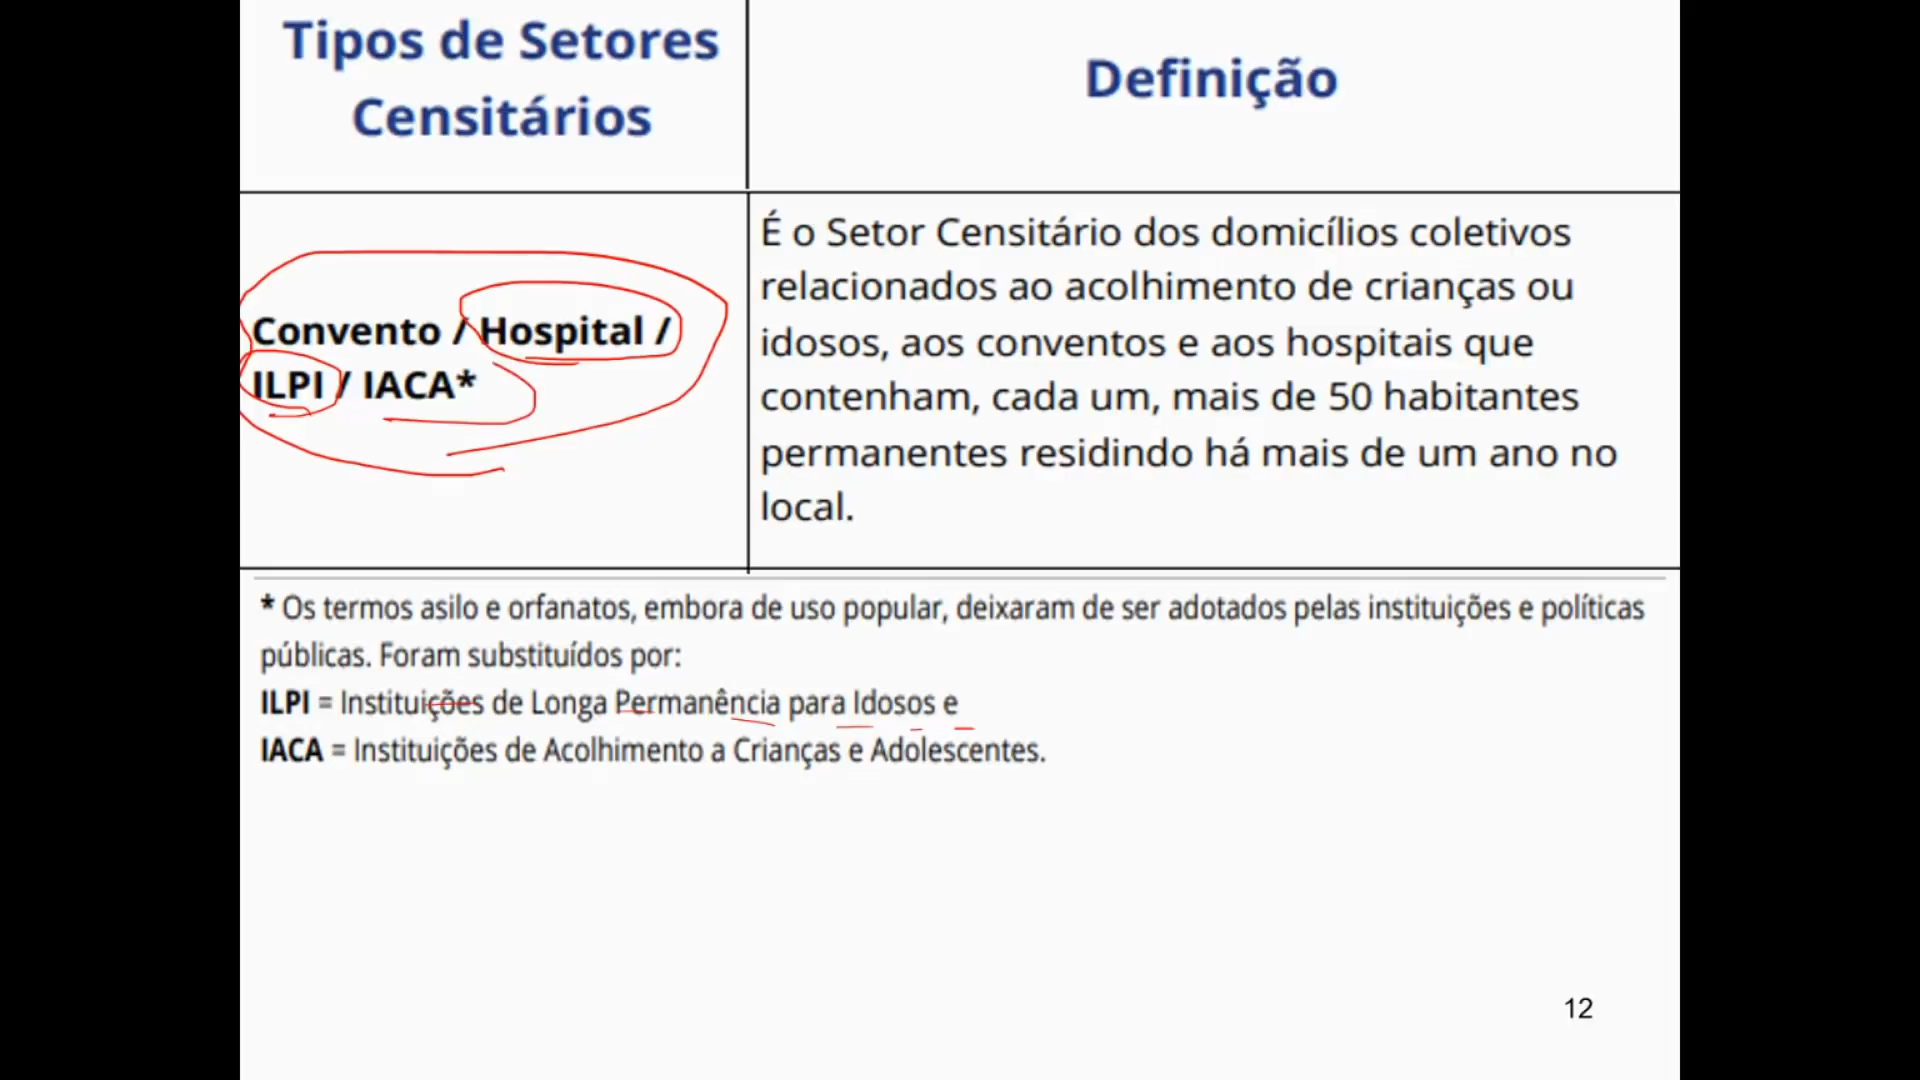 Tipos de Setores
Censitários
Definição
Convento / Hospital /
ILPI / IACA*
É o Setor Censitário dos domicílios coletivos
relacionados ao acolhimento de crianças ou
idosos, aos conventos e aos hospitais que
contenham, cada um, mais de 50 habitantes
permanentes residindo há mais de um ano no
local.
* Os termos asilo e orfanatos, embora de uso popular, deixaram de ser adotados pelas instituições e políticas
públicas. Foram substituídos por:
ILPI = Instituições de Longa Permanência para Idosos e
IACA = Instituições de Acolhimento a Crianças e Adolescentes.
12